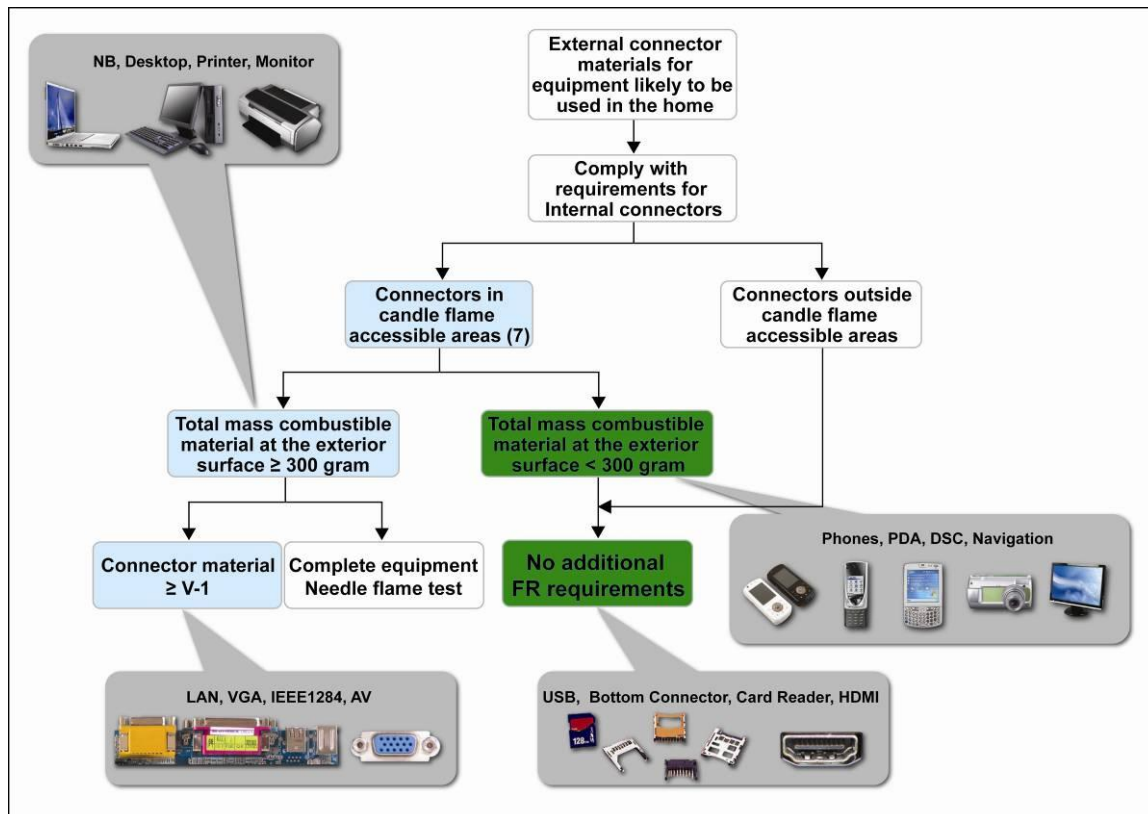 NB, Desktop, Printer, Monitor
External connector
materials for
equipment likely to be
used in the home
Comply with
requirements for
Internal connectors
Connectors in
candle flame
accessible areas (7)
Connectors outside
candle flame
accessible areas
Total mass combustible
material at the exterior
surface ≥ 300 gram
Total mass combustible
material at the exterior
surface < 300 gram
Connector material
≥ V-1
Complete equipment
Needle flame test
No additional
FR requirements
Phones, PDA, DSC, Navigation
LAN, VGA, IEEE1284, AV
USB, Bottom Connector, Card Reader, HDMI
128